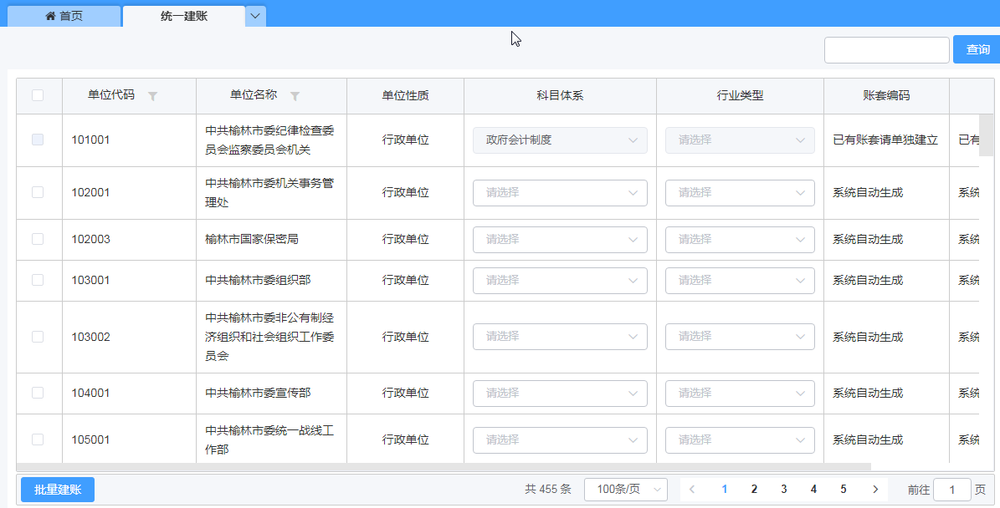 首页 统一建账
查询
单位代码 单位名称 单位性质 科目体系 行业类型 账套编码
101001 中共榆林市委纪律检查委 行政单位 政府会计制度 请选择 已有账套请单独建立 已有
员会监察委员会机关
102001 中共榆林市委机关事务管 行政单位 请选择 请选择 系统自动生成 系统
理处
102003 榆林市国家保密局 行政单位 请选择 请选择 系统自动生成 系统
103001 中共榆林市委组织部 行政单位 请选择 请选择 系统自动生成 系统
中共榆林市委非公有制经
103002 济组织和社会组织工作委 行政单位 请选择 请选择 系统自动生成 系统
员会
104001 中共榆林市委宣传部 行政单位 请选择 请选择 系统自动生成 系统
105001 中共榆林市委统一战线工 行政单位 请选择 请选择 系统自动生成 系统
作部
批量建账 共 455 条 100条/页 1 2 3 4 5 前往 1 页